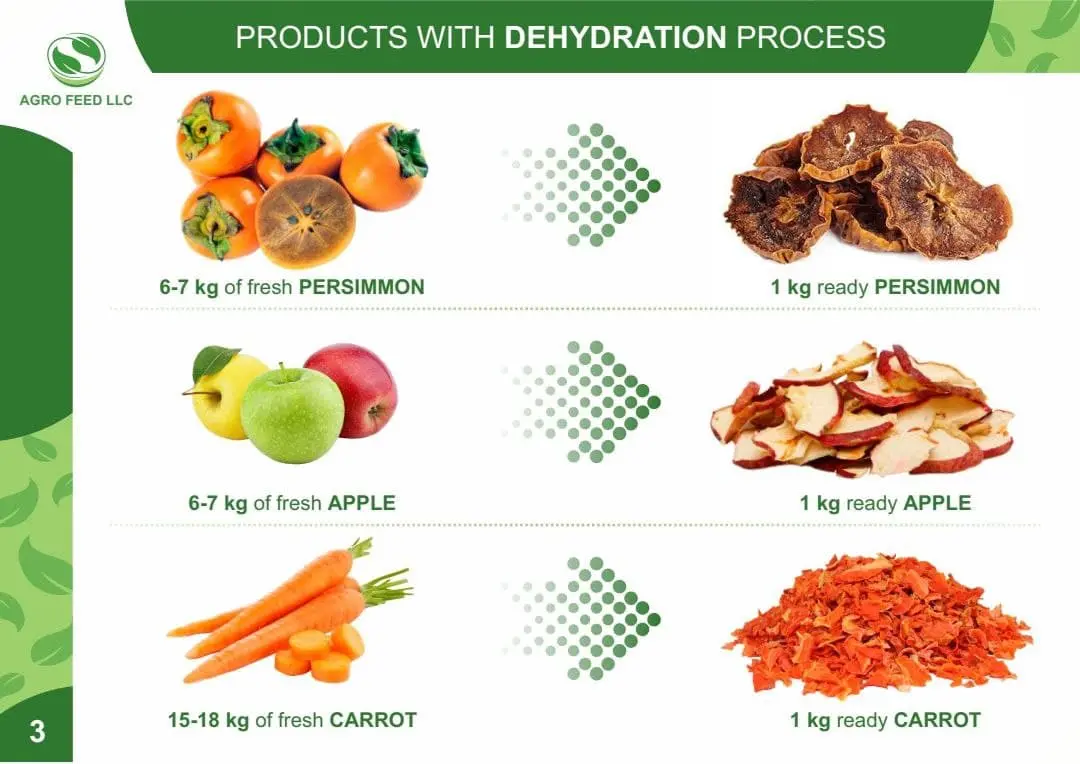 PRODUCTS WITH DEHYDRATION PROCESS
AGRO FEED LLC
6-7 kg of fresh PERSIMMON
1 kg ready PERSIMMON
6-7 kg of fresh APPLE
1 kg ready APPLE
15-18 kg of fresh CARROT
1 kg ready CARROT
3